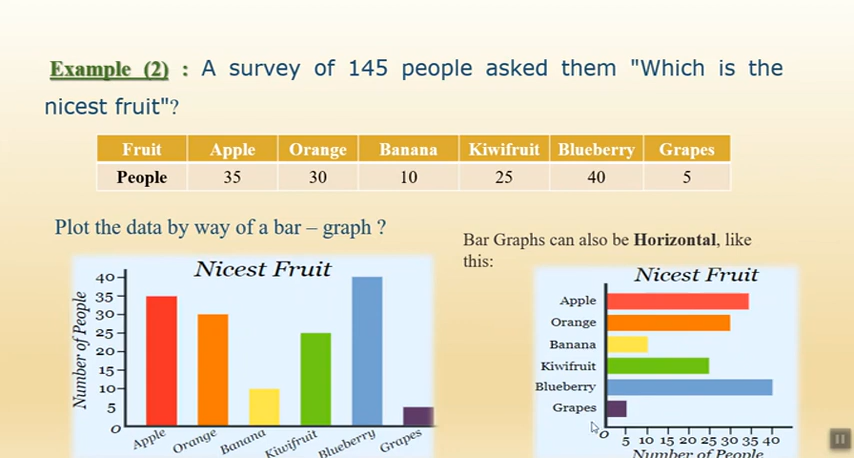 Example (2) : A survey of 145 people asked them "Which is the
nicest fruit"?
Fruit Apple Orange Banana Kiwifruit Blueberry Grapes
People 35 30 10 25 40 5
Plot the data by way of a bar – graph ?
Nicest Fruit
Number of People
40
35
30
25
20
15
10
5
0
Apple Orange Banana Kiwifruit Blueberry Grapes
Bar Graphs can also be Horizontal, like
this:
Nicest Fruit
Apple
Orange
Banana
Kiwifruit
Blueberry
Grapes
0 5 10 15 20 25 30 35 40
Number of People